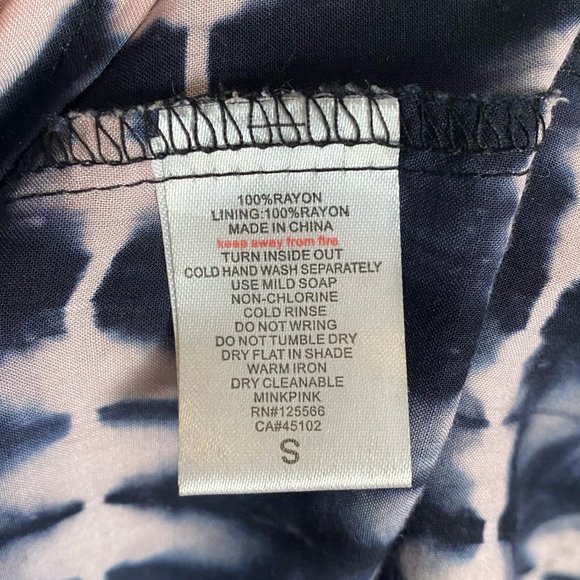 100%RAYON
LINING:100%RAYON
MADE IN CHINA
keep away from fire
TURN INSIDE OUT
COLD HAND WASH SEPARATELY
USE MILD SOAP
NON-CHLORINE
COLD RINSE
DO NOT WRING
DO NOT TUMBLE DRY
DRY FLAT IN SHADE
WARM IRON
DRY CLEANABLE
MINKPINK
RN#125566
CA#45102
S